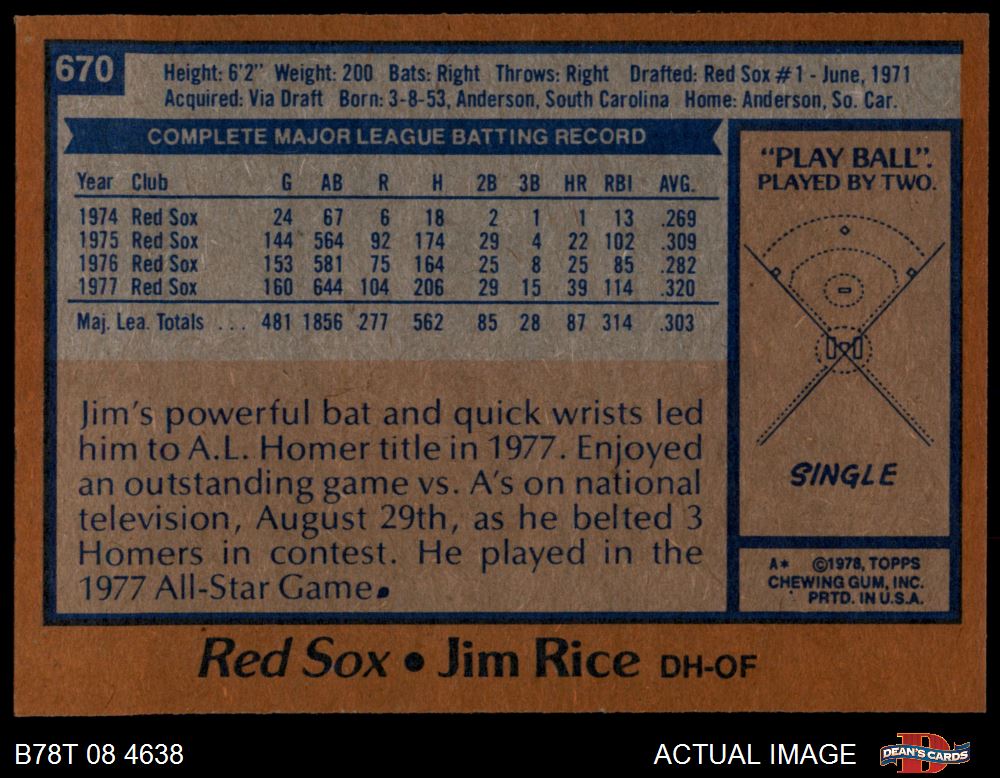 670
Height: 6'2" Weight: 200 Bats: Right Throws: Right Drafted: Red Sox #1 - June, 1971
Acquired: Via Draft Born: 3-8-53, Anderson, South Carolina Home: Anderson, So. Car.
COMPLETE MAJOR LEAGUE BATTING RECORD
Year Club G AB R H 2B 3B HR RBI AVG.
1974 Red Sox 24 67 6 18 2 1 1 13 .269
1975 Red Sox 144 564 92 174 29 4 22 102 .309
1976 Red Sox 153 581 75 164 25 8 25 85 .282
1977 Red Sox 160 644 104 206 29 15 39 114 .320
Maj. Lea. Totals ... 481 1856 277 562 85 28 87 314 .303
Jim's powerful bat and quick wrists led
him to A.L. Homer title in 1977. Enjoyed
an outstanding game vs. A's on national
television, August 29th, as he belted 3
Homers in contest. He played in the
1977 All-Star Game.
"PLAY BALL".
PLAYED BY TWO.
SINGLE
A* ©1978, TOPPS
CHEWING GUM, INC.
PRTD. IN U.S.A.
Red Sox • Jim Rice DH-OF
B78T 08 4638
ACTUAL IMAGE
D
DEAN'S CARDS